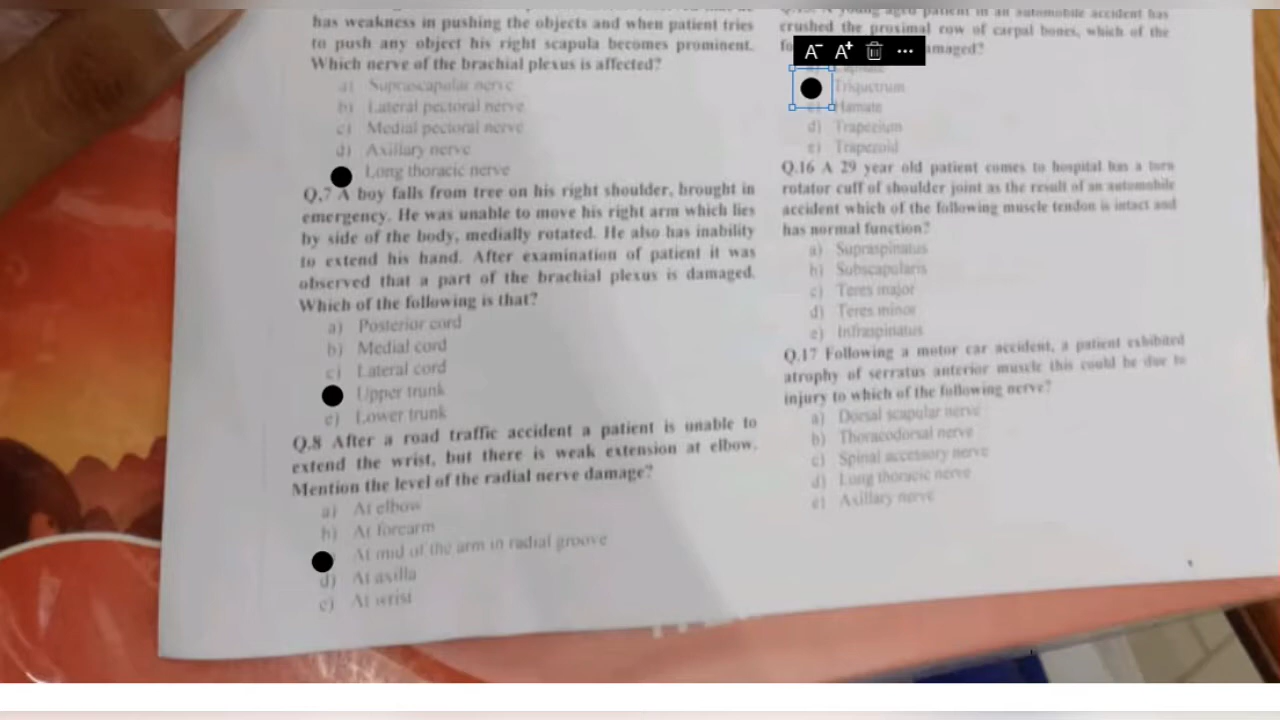 has weakness in pushing the objects and when patient tries
to push any object his right scapula becomes prominent.
Which nerve of the brachial plexus is affected?
a) Suprascapular nerve
b) Lateral pectoral nerve
c) Medial pectoral nerve
d) Axillary nerve
Long thoracic nerve
Q.7 A boy falls from tree on his right shoulder, brought in
emergency. He was unable to move his right arm which lies
by side of the body, medially rotated. He also has inability
to extend his hand. After examination of patient it was
observed that a part of the brachial plexus is damaged.
Which of the following is that?
a) Posterior cord
b) Medial cord
c) Lateral cord
Upper trunk
e) Lower trunk
Q.8 After a road traffic accident a patient is unable to
extend the wrist, but there is weak extension at elbow.
Mention the level of the radial nerve damage?
a) At elbow
b) At forearm
At mid of the arm in radial groove
d) At axilla
e) At wrist
young aged patient in an automobile accident has
crushed the proximal row of carpal bones, which of the
A- A+ ...
Triquetrum
Hamate
d) Trapezium
e) Trapezoid
Q.16 A 29 year old patient comes to hospital has a torn
rotator cuff of shoulder joint as the result of an automobile
accident which of the following muscle tendon is intact and
has normal function?
a) Supraspinatus
b) Subscapularis
c) Teres major
d) Teres minor
e) Infraspinatus
Q.17 Following a motor car accident, a patient exhibited
atrophy of serratus anterior muscle this could be due to
injury to which of the following nerve?
a) Dorsal scapular nerve
b) Thoracodorsal nerve
c) Spinal accessory nerve
d) Long thoracic nerve
e) Axillary nerve